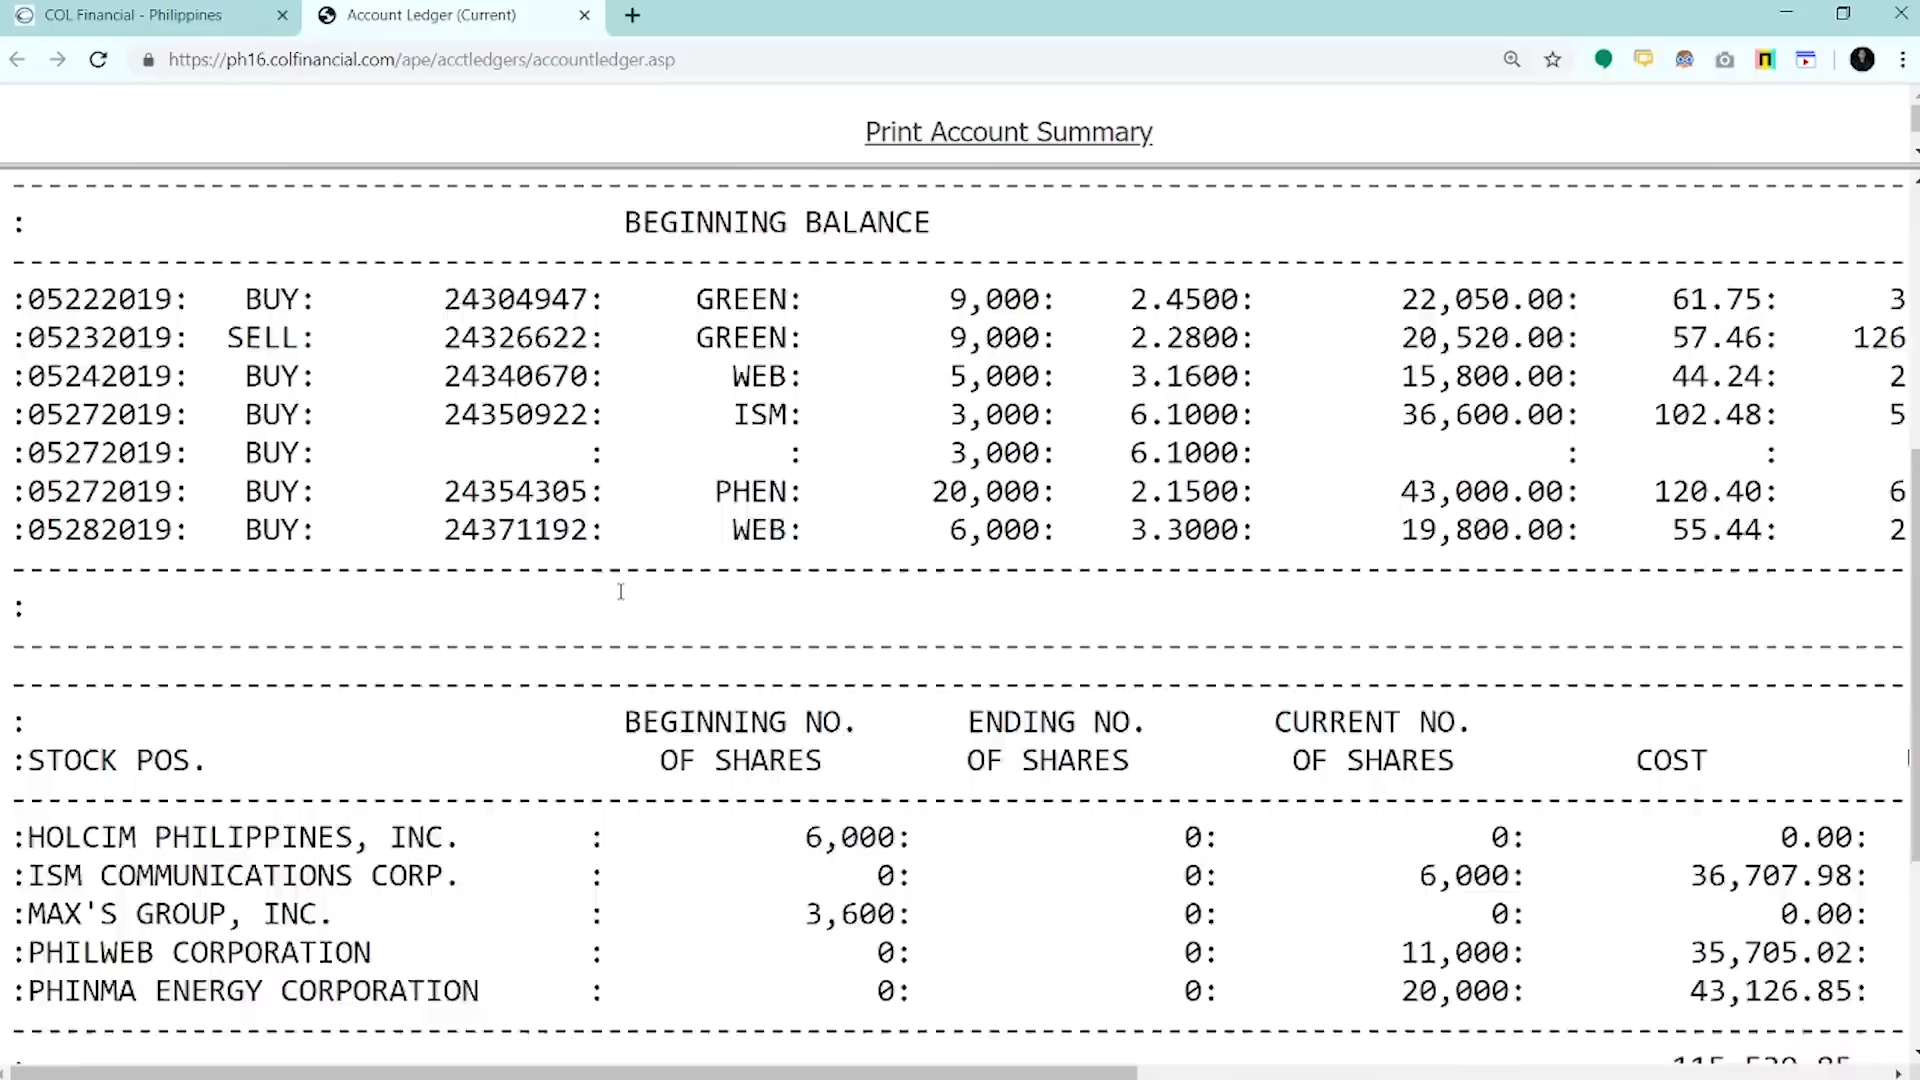 COL Financial - Philippines
Account Ledger (Current)
https://ph16.colfinancial.com/ape/acctledgers/accountledger.asp
Print Account Summary
: BEGINNING BALANCE
:05222019: BUY: 24304947: GREEN: 9,000: 2.4500: 22,050.00: 61.75: 3
:05232019: SELL: 24326622: GREEN: 9,000: 2.2800: 20,520.00: 57.46: 126
:05242019: BUY: 24340670: WEB: 5,000: 3.1600: 15,800.00: 44.24: 2
:05272019: BUY: 24350922: ISM: 3,000: 6.1000: 36,600.00: 102.48: 5
:05272019: BUY: : : 3,000: 6.1000: : :
:05272019: BUY: 24354305: PHEN: 20,000: 2.1500: 43,000.00: 120.40: 6
:05282019: BUY: 24371192: WEB: 6,000: 3.3000: 19,800.00: 55.44: 2
:
: BEGINNING NO. ENDING NO. CURRENT NO.
:STOCK POS. OF SHARES OF SHARES OF SHARES COST
:HOLCIM PHILIPPINES, INC. : 6,000: 0: 0: 0.00:
:ISM COMMUNICATIONS CORP. : 0: 0: 6,000: 36,707.98:
:MAX'S GROUP, INC. : 3,600: 0: 0: 0.00:
:PHILWEB CORPORATION : 0: 0: 11,000: 35,705.02:
:PHINMA ENERGY CORPORATION : 0: 0: 20,000: 43,126.85: